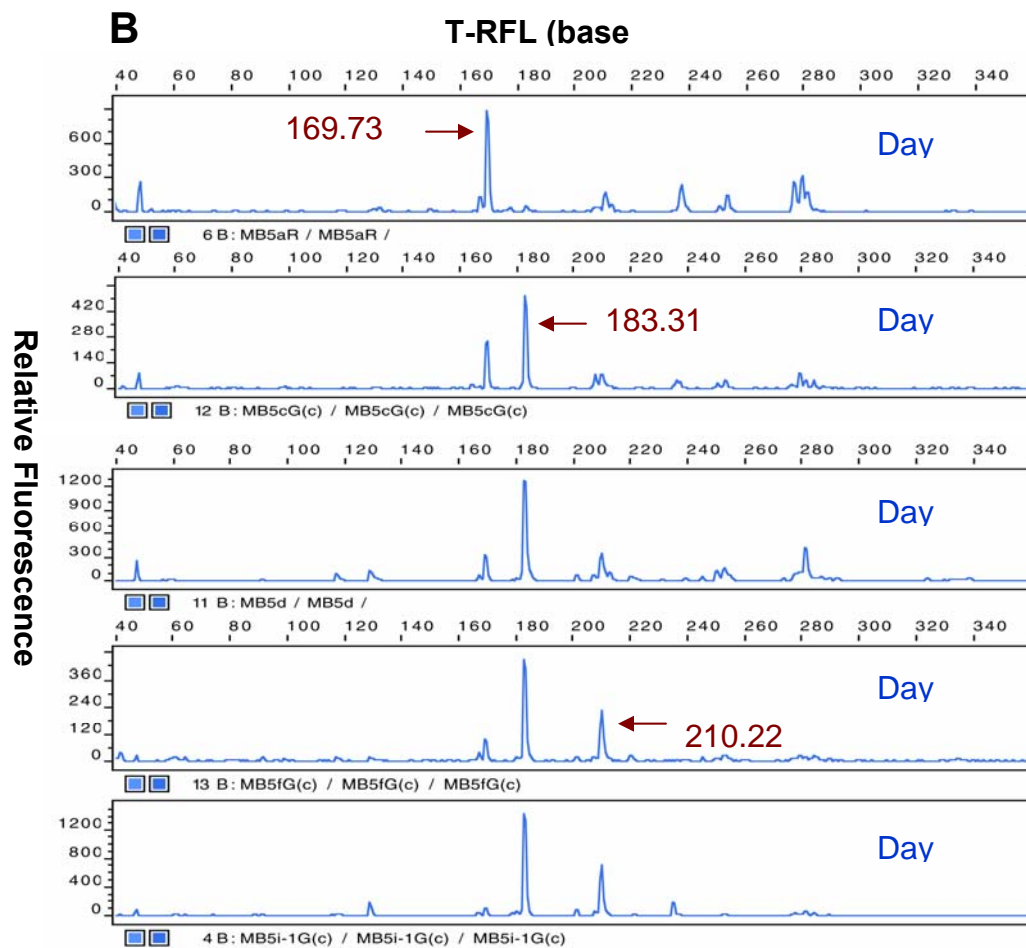 B
T-RFL (base
Relative Fluorescence
40 60 80 100 120 140 160 180 200 220 240 260 280 300 320 340
600
300
0
169.73
Day
6 B: MB5aR / MB5aR /
40 60 80 100 120 140 160 180 200 220 240 260 280 300 320 340
420
280
140
0
183.31
Day
12 B: MB5cG(c) / MB5cG(c) / MB5cG(c)
40 60 80 100 120 140 160 180 200 220 240 260 280 300 320 340
1200
900
600
300
0
Day
11 B: MB5d / MB5d /
40 60 80 100 120 140 160 180 200 220 240 260 280 300 320 340
360
240
120
0
210.22
Day
13 B: MB5fG(c) / MB5fG(c) / MB5fG(c)
1200
800
400
0
Day
4 B: MB5i-1G(c) / MB5i-1G(c) / MB5i-1G(c)